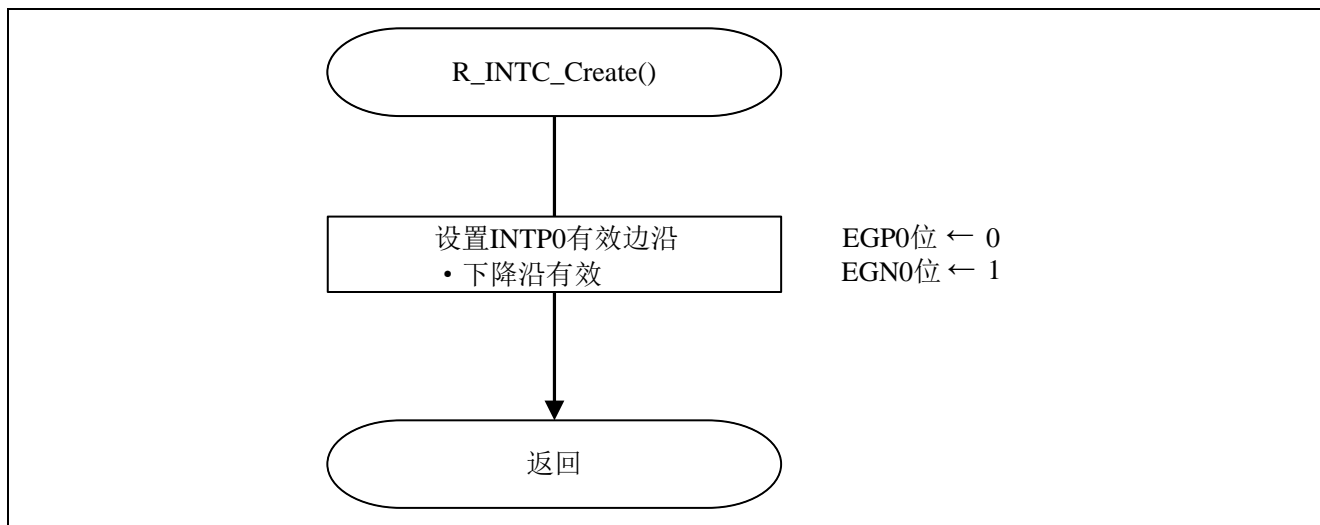 R_INTC_Create()
设置INTP0有效边沿
・下降沿有效
EGP0位 ← 0
EGN0位 ← 1
返回